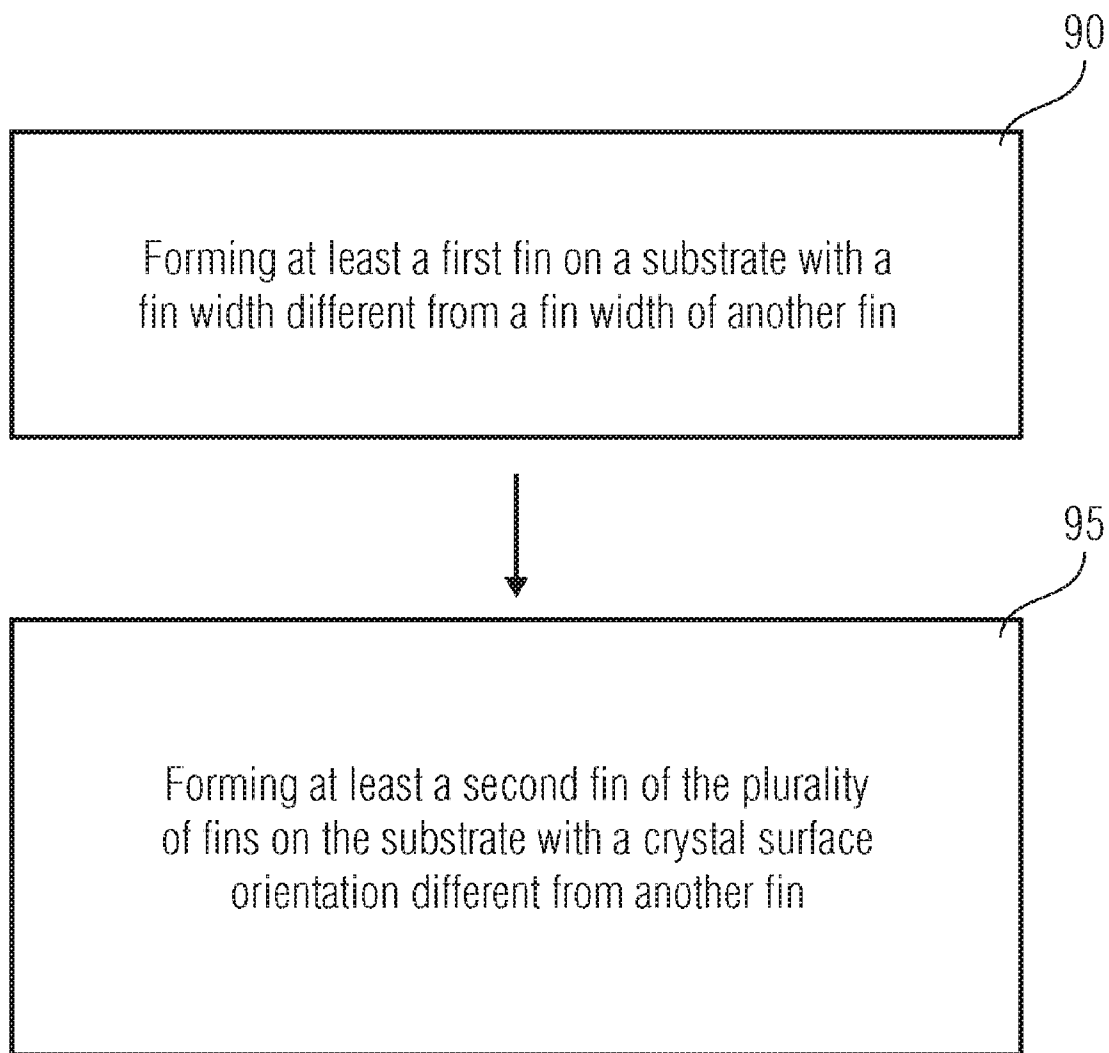 90
Forming at least a first fin on a substrate with a
fin width different from a fin width of another fin
95
Forming at least a second fin of the plurality
of fins on the substrate with a crystal surface
orientation different from another fin